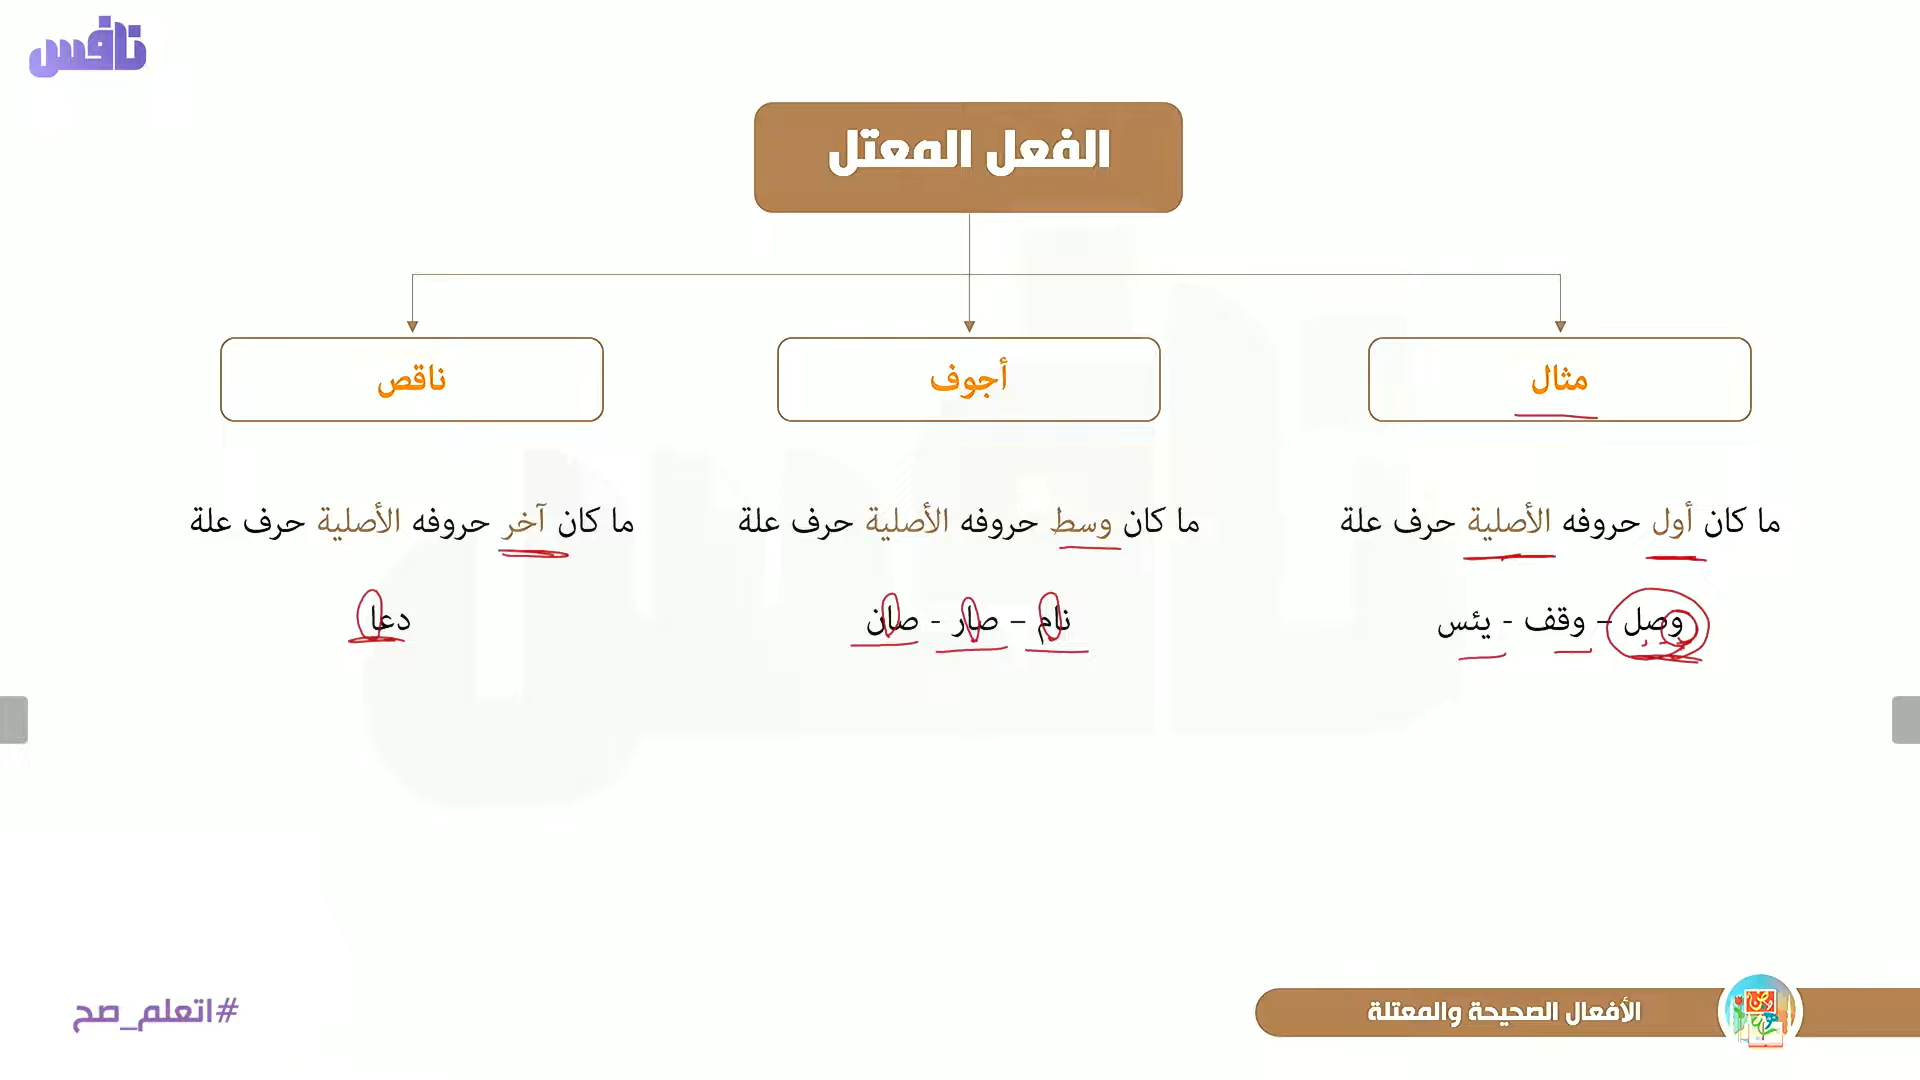 نافس
الفعل المعتل
مثال
أجوف
ناقص
ما كان أول حروفه الأصلية حرف علة
ما كان وسط حروفه الأصلية حرف علة
ما كان آخر حروفه الأصلية حرف علة
وصل – وقف - يئس
نام – صار - صان
دعا
الأفعال الصحيحة والمعتلة
#اتعلم_صح